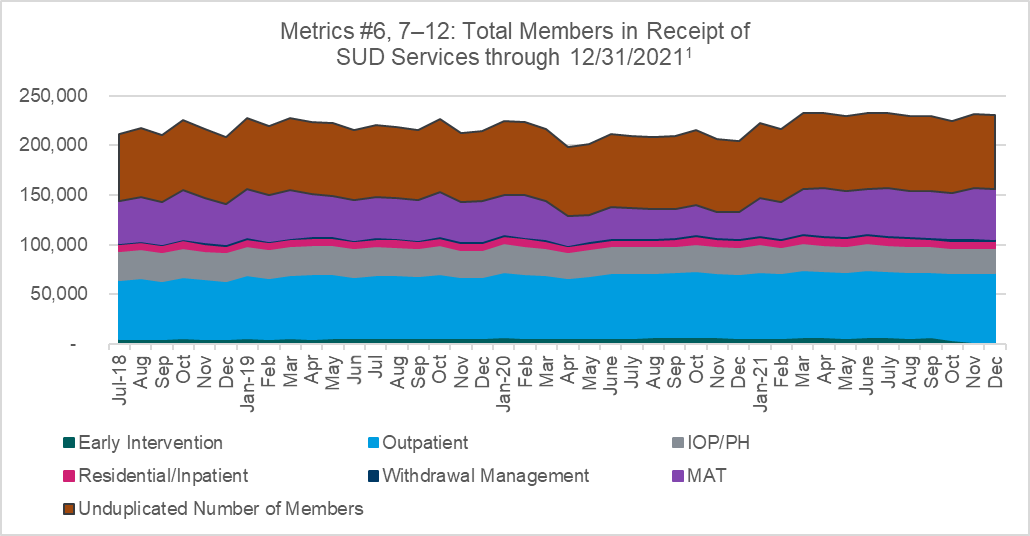 Metrics #6, 7–12: Total Members in Receipt of
SUD Services through 12/31/2021¹
250,000
200,000
150,000
100,000
50,000
-
Jul-18 Aug Sep Oct Nov Dec Jan-19 Feb Mar Apr May Jun Jul Aug Sep Oct Nov Dec Jan-20 Feb Mar Apr May June July Aug Sep Oct Nov Dec Jan-21 Feb Mar Apr May June July Aug Sep Oct Nov Dec
Early Intervention Outpatient IOP/PH
Residential/Inpatient Withdrawal Management MAT
Unduplicated Number of Members